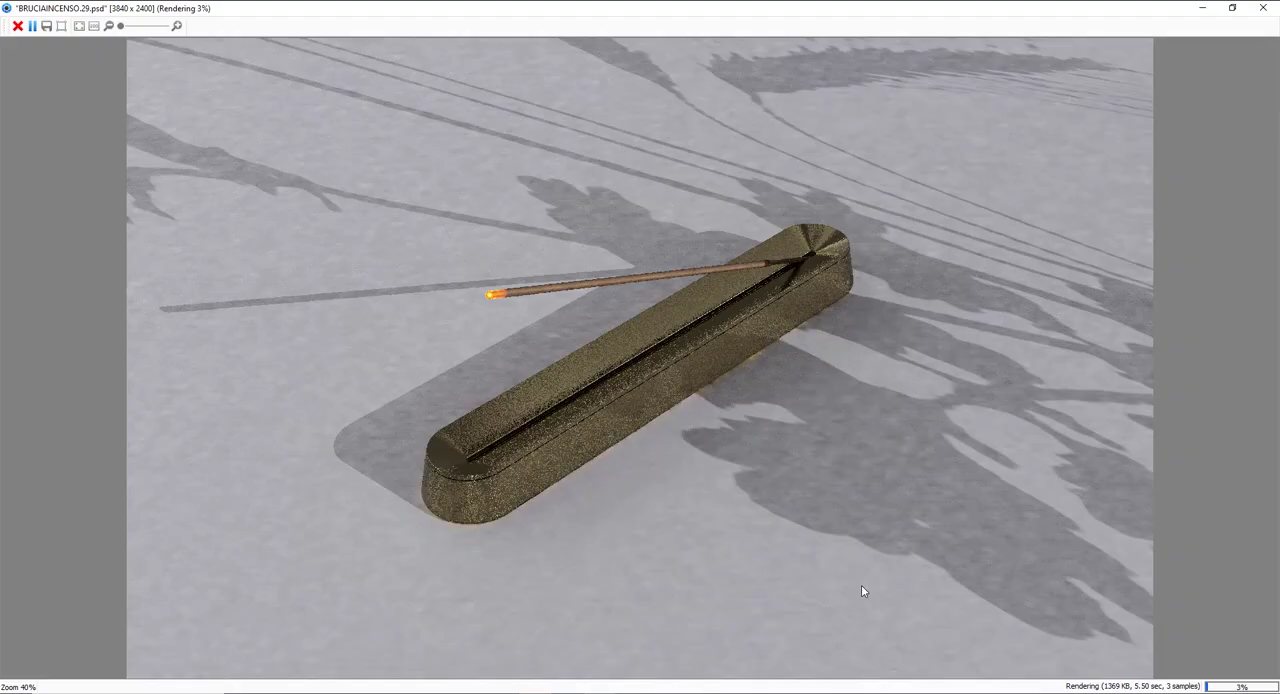 "BRUCIAINCENSO.29.psd" [3840 x 2400] (Rendering 3%)
Zoom 40%
Rendering (1369 KB, 5.50 sec, 3 samples)
3%